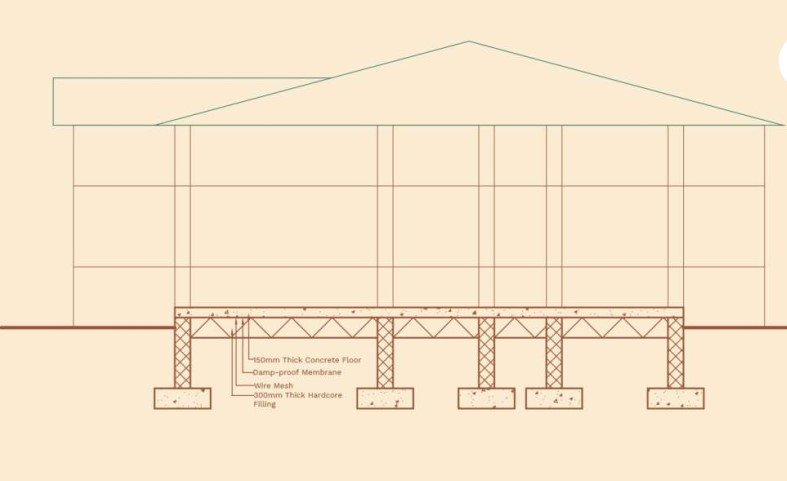 150mm Thick Concrete Floor
Damp-proof Membrane
Wire Mesh
300mm Thick Hardcore
Filling